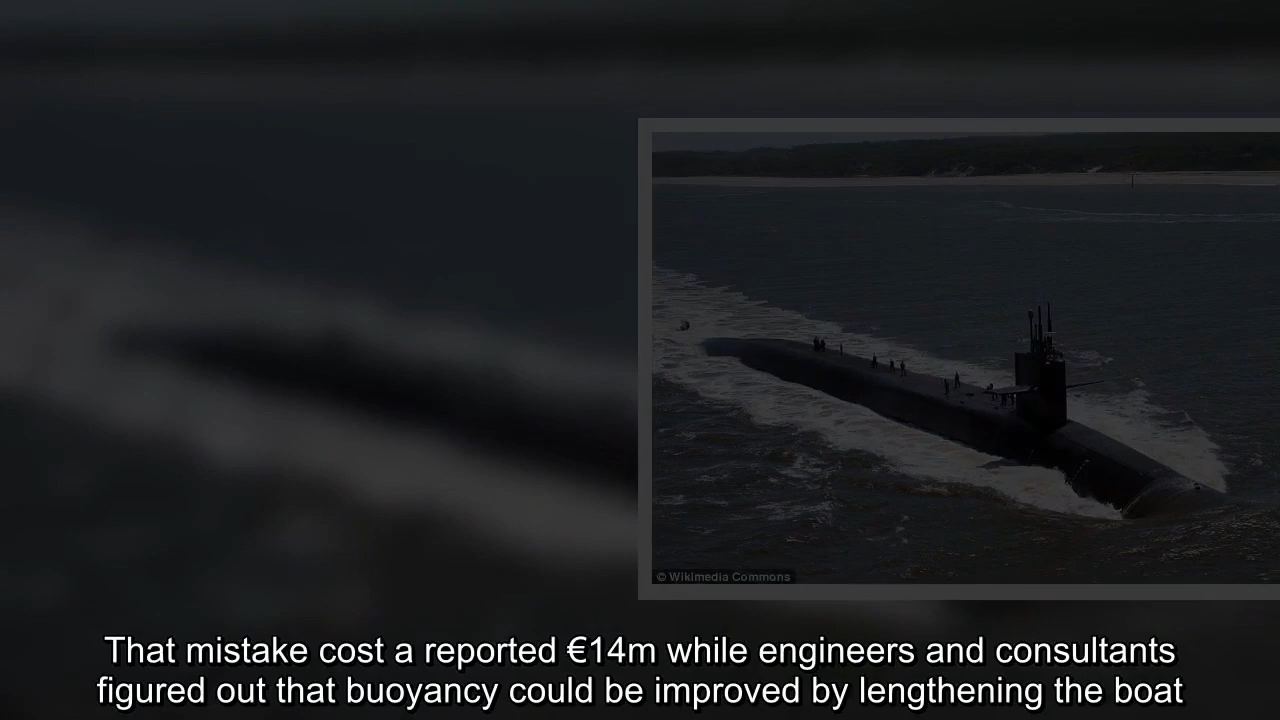 © Wikimedia Commons
That mistake cost a reported €14m while engineers and consultants
figured out that buoyancy could be improved by lengthening the boat